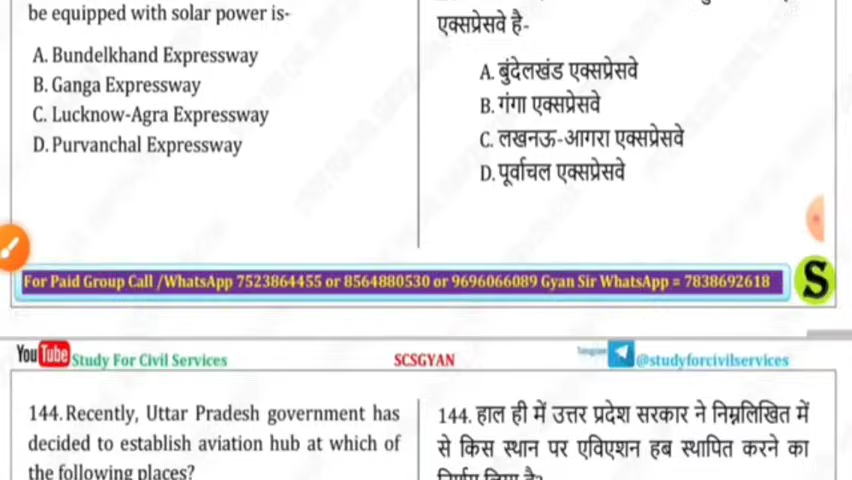 be equipped with solar power is-
A. Bundelkhand Expressway
B. Ganga Expressway
C. Lucknow-Agra Expressway
D. Purvanchal Expressway
एक्सप्रेसवे है-
A. बुंदेलखंड एक्सप्रेसवे
B. गंगा एक्सप्रेसवे
C. लखनऊ-आगरा एक्सप्रेसवे
D. पूर्वाचल एक्सप्रेसवे
For Paid Group Call /WhatsApp 7523864455 or 8564880530 or 9696066089 Gyan Sir WhatsApp = 7838692618
S
YouTube Study For Civil Services
SCSGYAN
@studyforcivilservices
144. Recently, Uttar Pradesh government has
decided to establish aviation hub at which of
the following places?
144. हाल ही में उत्तर प्रदेश सरकार ने निम्नलिखित में
से किस स्थान पर एविएशन हब स्थापित करने का